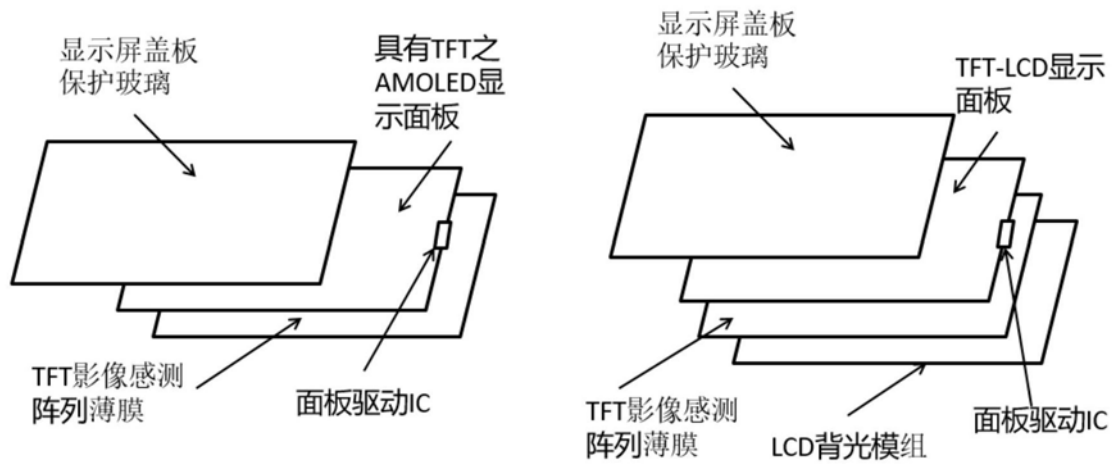 显示屏盖板
保护玻璃
具有TFT之
AMOLED显
示面板
TFT影像感测
阵列薄膜
面板驱动IC
显示屏盖板
保护玻璃
TFT-LCD显示
面板
TFT影像感测
阵列薄膜
LCD背光模组
面板驱动IC